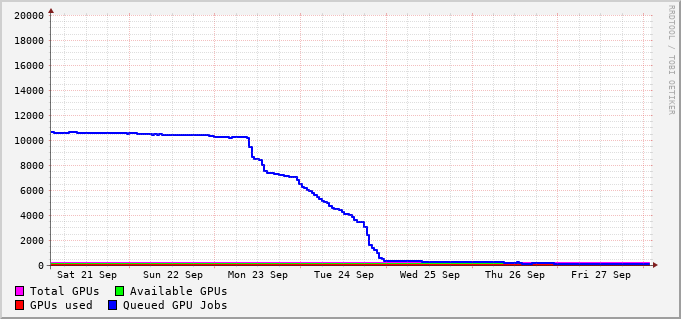 20000
18000
16000
14000
12000
10000
8000
6000
4000
2000
0
Sat 21 Sep Sun 22 Sep Mon 23 Sep Tue 24 Sep Wed 25 Sep Thu 26 Sep Fri 27 Sep
Total GPUs Available GPUs
GPUs used Queued GPU Jobs
RRDTOOL / TOBI OETIKER